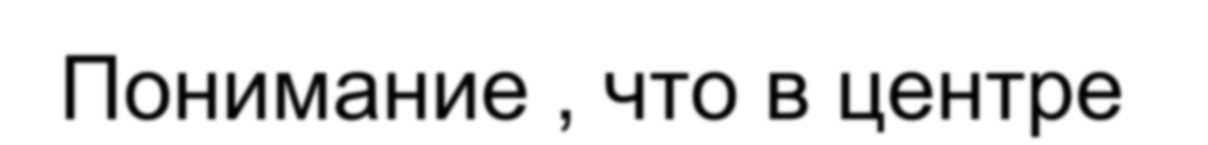 Понимание , что в центре